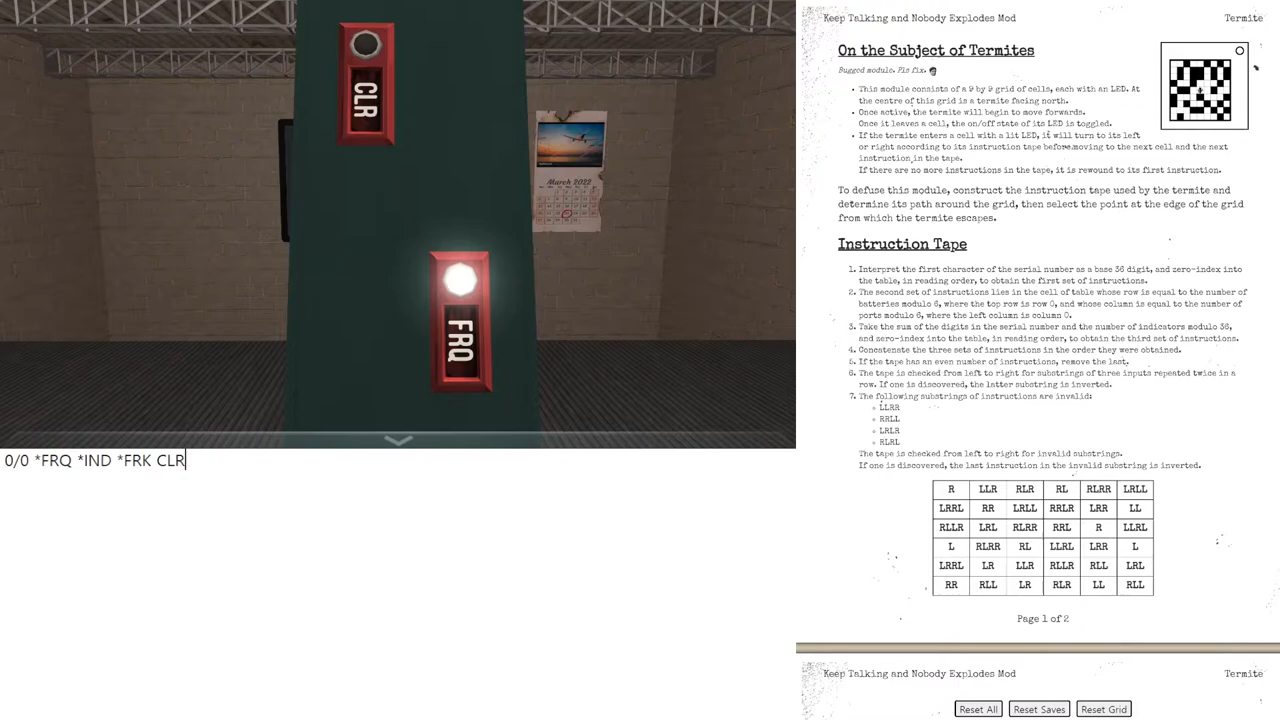 CLR
FRQ
March 2022
0/0 *FRQ *IND *FRK CLR
Keep Talking and Nobody Explodes Mod
Termite
On the Subject of Termites
Bugged module. Pls fix.
• This module consists of a 9 by 9 grid of cells, each with an LED. At
the centre of this grid is a termite facing north.
• Once active, the termite will begin to move forwards.
Once it leaves a cell, the on/off state of its LED is toggled.
• If the termite enters a cell with a lit LED, it will turn to its left
or right according to its instruction tape before moving to the next cell and the next
instruction in the tape.
If there are no more instructions in the tape, it is rewound to its first instruction.
To defuse this module, construct the instruction tape used by the termite and
determine its path around the grid, then select the point at the edge of the grid
from which the termite escapes.
Instruction Tape
1. Interpret the first character of the serial number as a base 36 digit, and zero-index into
the table, in reading order, to obtain the first set of instructions.
2. The second set of instructions lies in the cell of table whose row is equal to the number of
batteries modulo 6, where the top row is row 0, and whose column is equal to the number of
ports modulo 6, where the left column is column 0.
3. Take the sum of the digits in the serial number and the number of indicators modulo 36,
and zero-index into the table, in reading order, to obtain the third set of instructions.
4. Concatenate the three sets of instructions in the order they were obtained.
5. If the tape has an even number of instructions, remove the last.
6. The tape is checked from left to right for substrings of three inputs repeated twice in a
row. If one is discovered, the latter substring is inverted.
7. The following substrings of instructions are invalid:
LLRR
RRLL
LRLR
RLRL
The tape is checked from left to right for invalid substrings.
If one is discovered, the last instruction in the invalid substring is inverted.
R LLR RLR RL RLRR LRLL
LRRL RR LRLL RRLR LRR LL
RLLR LRL RLRR RRL R LLRL
L RLRR RL LLRL LRR L
LRRL LR LLR RLLR RLL LRL
RR RLL LR RLR LL RLL
Page 1 of 2
Keep Talking and Nobody Explodes Mod
Termite
Reset All Reset Saves Reset Grid